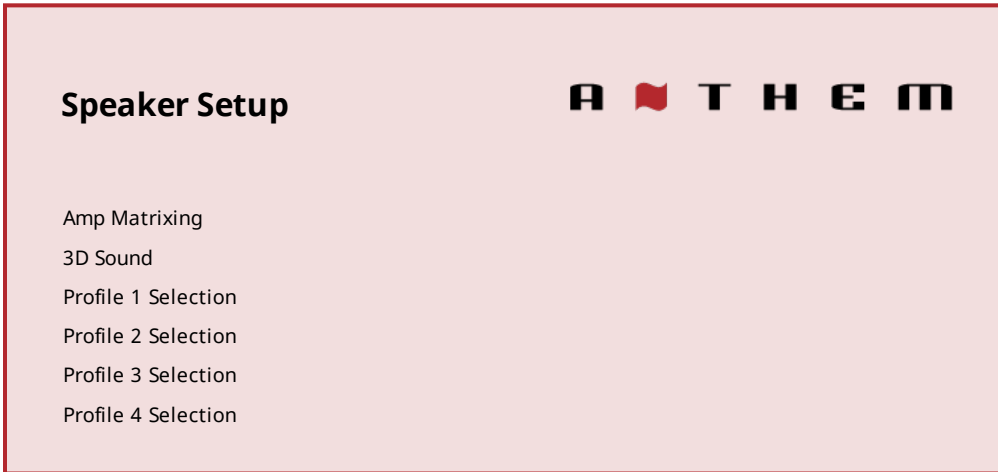 Speaker Setup
ANTHEM
Amp Matrixing
3D Sound
Profile 1 Selection
Profile 2 Selection
Profile 3 Selection
Profile 4 Selection